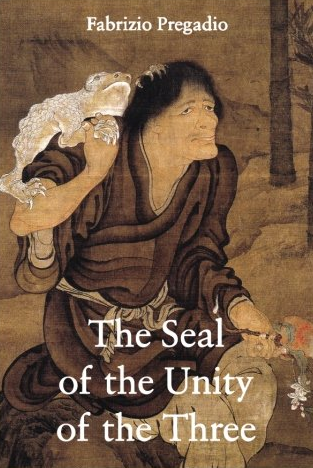 Fabrizio Pregadio
The Seal
of the Unity
of the Three